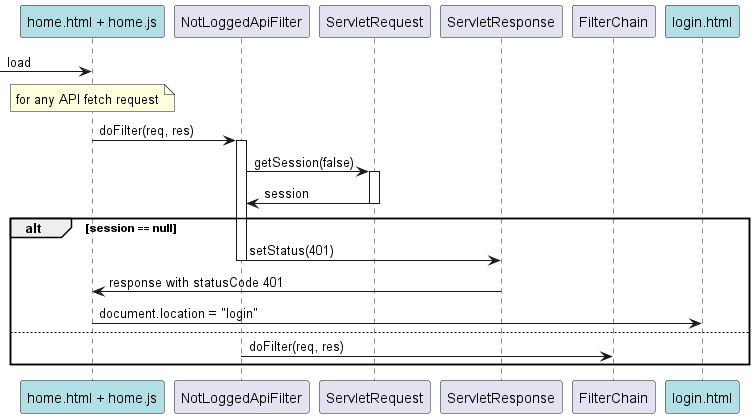 home.html + home.js
NotLoggedApiFilter
ServletRequest
ServletResponse
FilterChain
login.html
load
for any API fetch request
doFilter(req, res)
getSession(false)
session
alt
[session == null]
setStatus(401)
response with statusCode 401
document.location = "login"
doFilter(req, res)
home.html + home.js
NotLoggedApiFilter
ServletRequest
ServletResponse
FilterChain
login.html